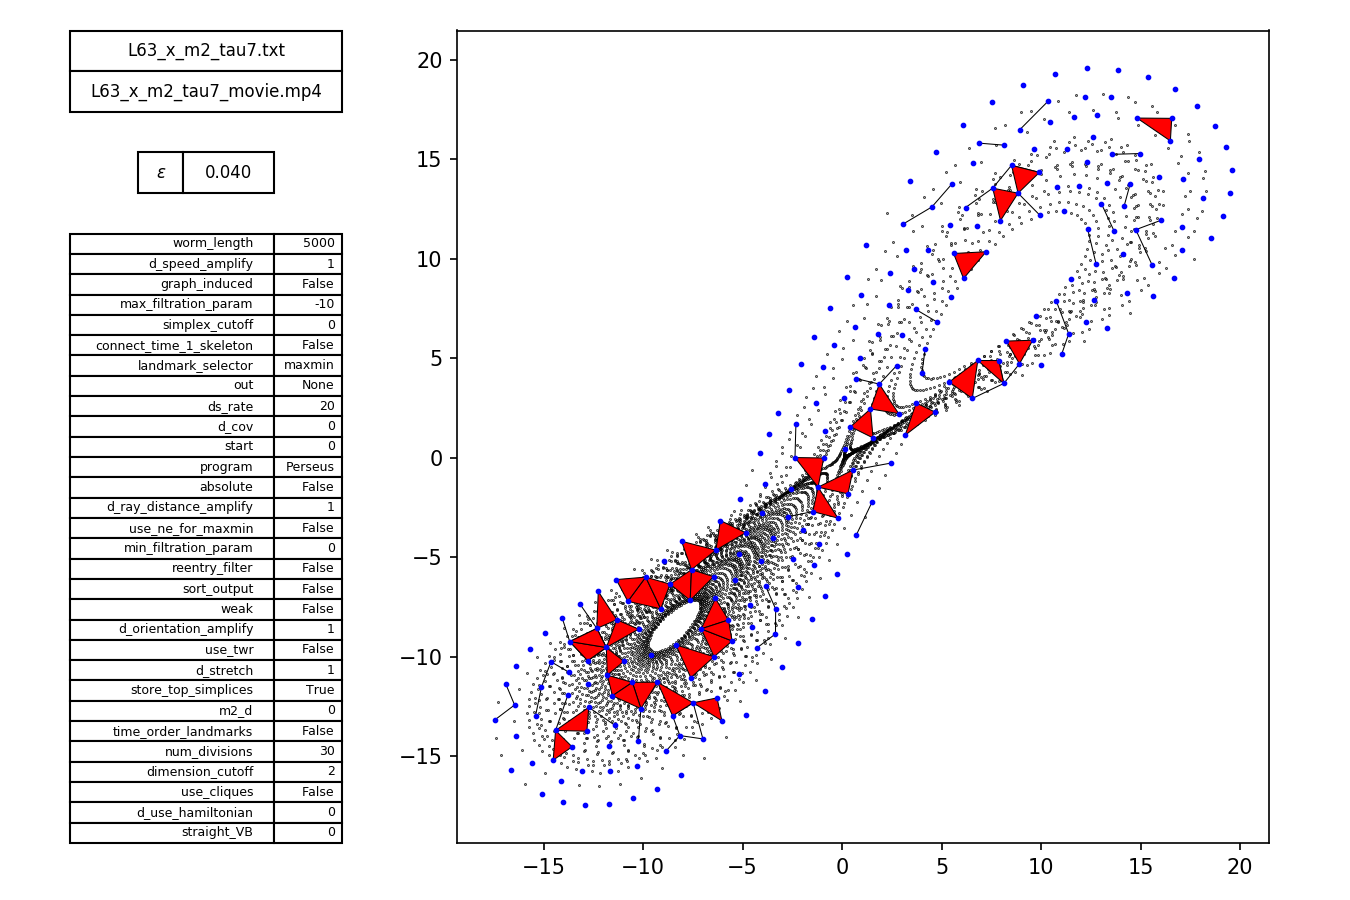 L63_x_m2_tau7.txt
L63_x_m2_tau7_movie.mp4
ε 0.040
worm_length 5000
d_speed_amplify 1
graph_induced False
max_filtration_param -10
simplex_cutoff 0
connect_time_1_skeleton False
landmark_selector maxmin
out None
ds_rate 20
d_cov 0
start 0
program Perseus
absolute False
d_ray_distance_amplify 1
use_ne_for_maxmin False
min_filtration_param 0
reentry_filter False
sort_output False
weak False
d_orientation_amplify 1
use_twr False
d_stretch 1
store_top_simplices True
m2_d 0
time_order_landmarks False
num_divisions 30
dimension_cutoff 2
use_cliques False
d_use_hamiltonian 0
straight_VB 0
20
15
10
5
0
−5
−10
−15
−15 −10 −5 0 5 10 15 20